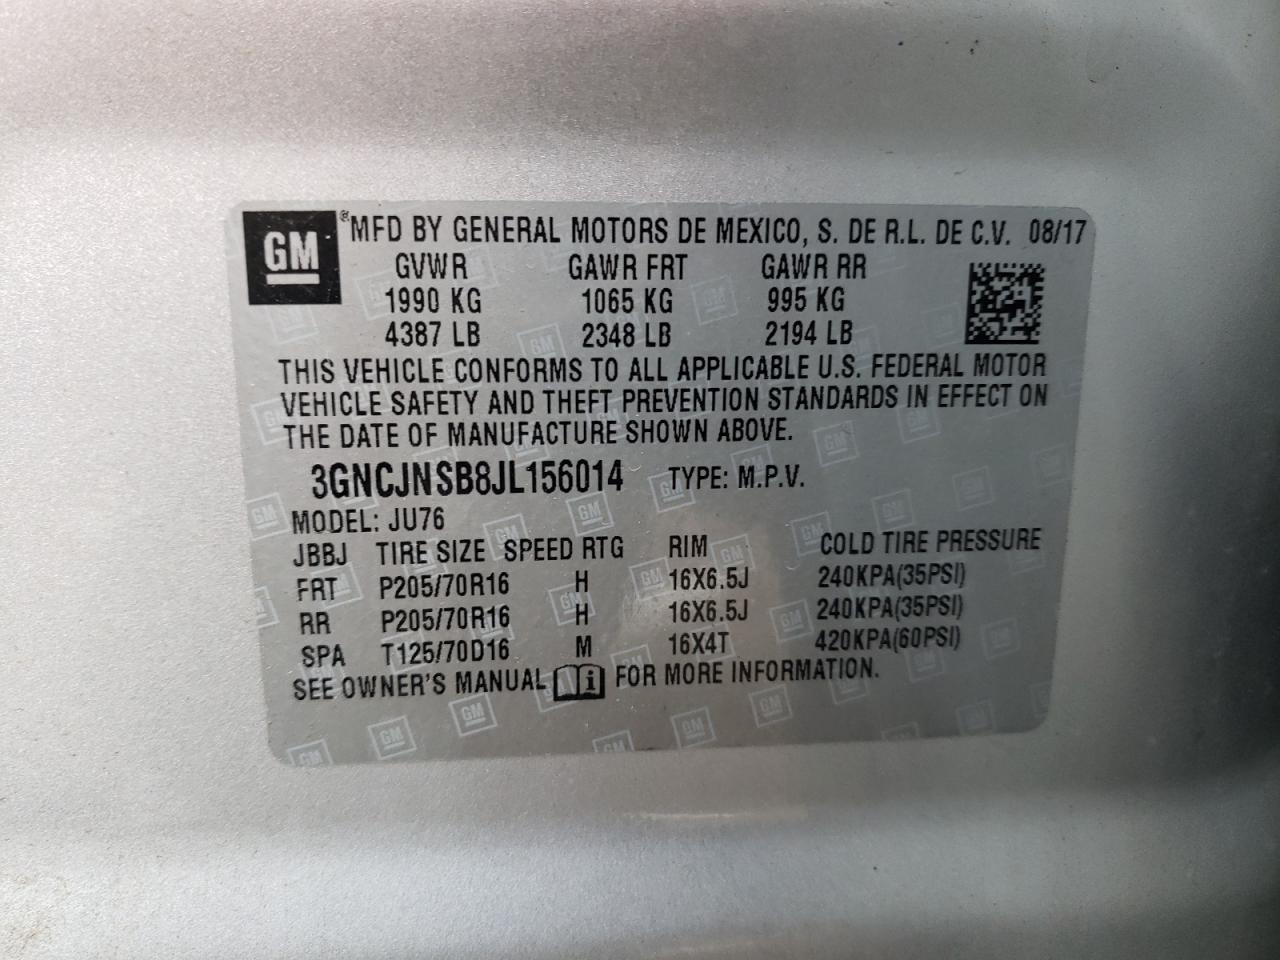 GM ® MFD BY GENERAL MOTORS DE MEXICO, S. DE R.L. DE C.V. 08/17
GVWR GAWR FRT GAWR RR
1990 KG 1065 KG 995 KG
4387 LB 2348 LB 2194 LB
THIS VEHICLE CONFORMS TO ALL APPLICABLE U.S. FEDERAL MOTOR
VEHICLE SAFETY AND THEFT PREVENTION STANDARDS IN EFFECT ON
THE DATE OF MANUFACTURE SHOWN ABOVE.
3GNCJNSB8JL156014 TYPE: M.P.V.
MODEL: JU76
JBBJ TIRE SIZE SPEED RTG RIM COLD TIRE PRESSURE
FRT P205/70R16 H 16X6.5J 240KPA(35PSI)
RR P205/70R16 H 16X6.5J 240KPA(35PSI)
SPA T125/70D16 M 16X4T 420KPA(60PSI)
SEE OWNER'S MANUAL i FOR MORE INFORMATION.